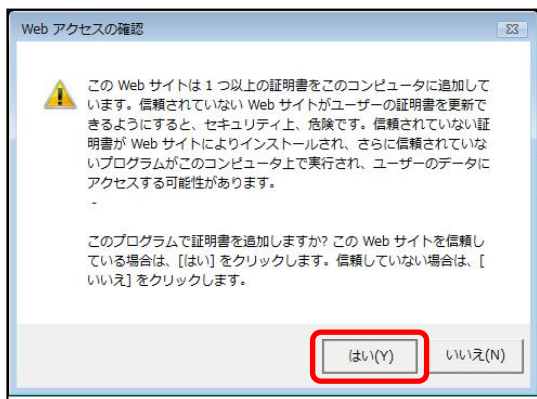 Web アクセスの確認
この Web サイトは 1 つ以上の証明書をこのコンピュータに追加して
います。信頼されていない Web サイトがユーザーの証明書を更新で
きるようにすると、セキュリティ上、危険です。信頼されていない証
明書が Web サイトによりインストールされ、さらに信頼されていな
いプログラムがこのコンピュータ上で実行され、ユーザーのデータに
アクセスする可能性があります。
-
このプログラムで証明書を追加しますか? この Web サイトを信頼し
ている場合は、[はい] をクリックします。信頼していない場合は、[
いいえ] をクリックします。
はい(Y)
いいえ(N)